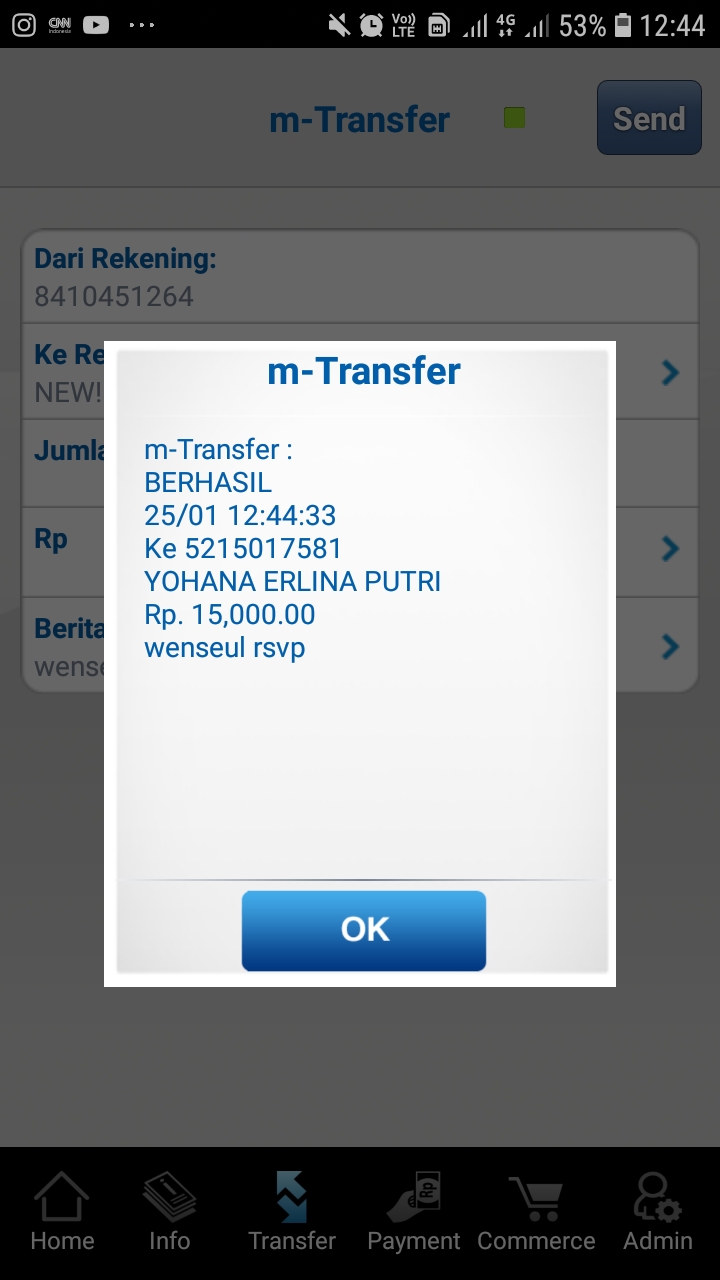 CNN
Indonesia
Vo))
LTE
4G
53%
12:44
m-Transfer
Send
Dari Rekening:
8410451264
Ke Re
NEW!
Jumla
Rp
Berita
wense
m-Transfer
m-Transfer :
BERHASIL
25/01 12:44:33
Ke 5215017581
YOHANA ERLINA PUTRI
Rp. 15,000.00
wenseul rsvp
OK
Rp
Home
Info
Transfer
Payment
Commerce
Admin